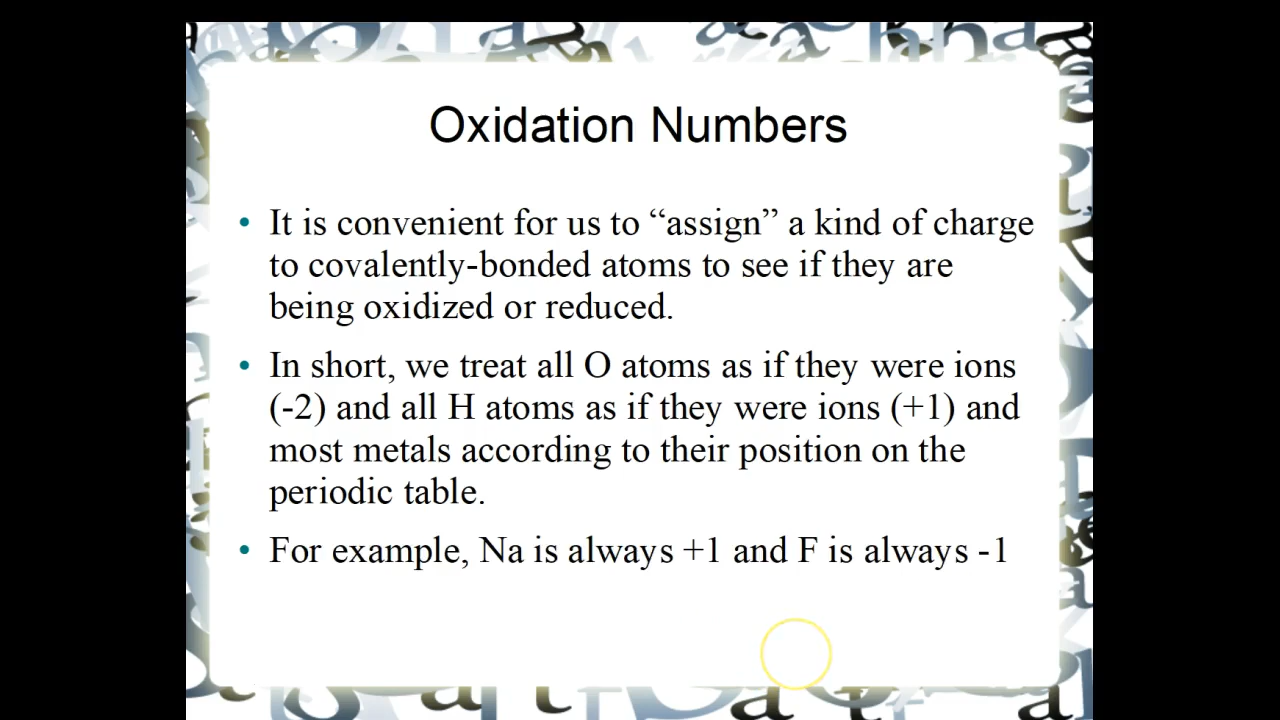 Oxidation Numbers
• It is convenient for us to “assign” a kind of charge
to covalently-bonded atoms to see if they are
being oxidized or reduced.
• In short, we treat all O atoms as if they were ions
(-2) and all H atoms as if they were ions (+1) and
most metals according to their position on the
periodic table.
• For example, Na is always +1 and F is always -1